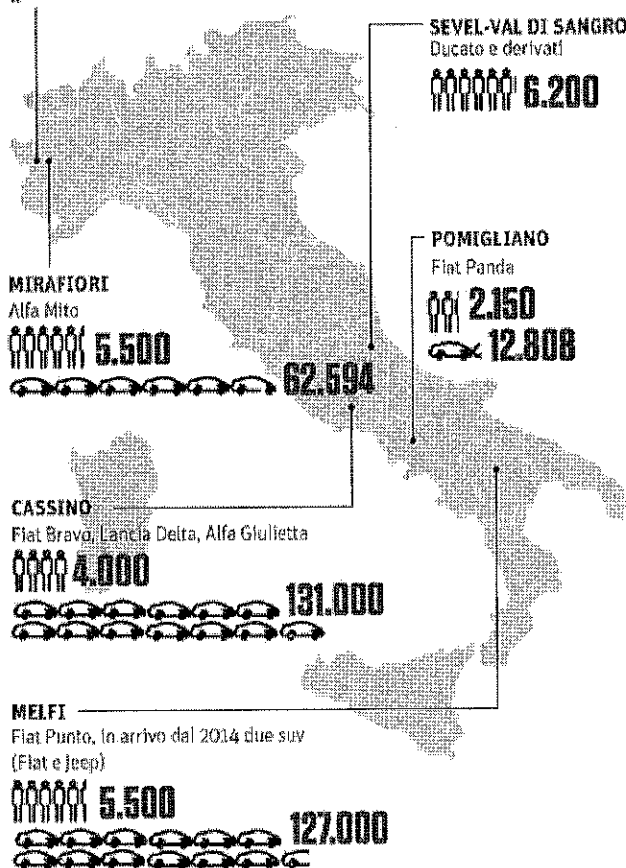 SEVEL-VAL DI SANGRO
Ducato e derivati
6.200
POMIGLIANO
Fiat Panda
2.150
12.808
MIRAFIORI
Alfa Mito
5.500
62.594
CASSINO
Fiat Bravo, Lancia Delta, Alfa Giulietta
4.000
131.000
MELFI
Fiat Punto, in arrivo dal 2014 due suv
(Fiat e Jeep)
5.500
127.000